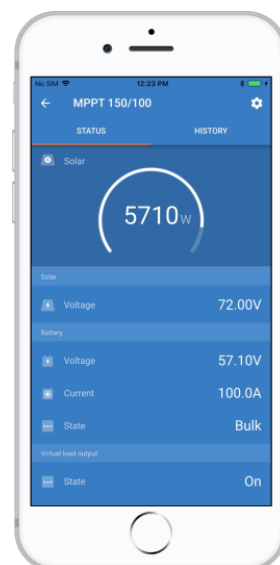 No SIM 12:23 PM
MPPT 150/100
STATUS HISTORY
Solar
5710W
Solar
Voltage 72.00V
Battery
Voltage 57.10V
Current 100.0A
State Bulk
Virtual load output
State On